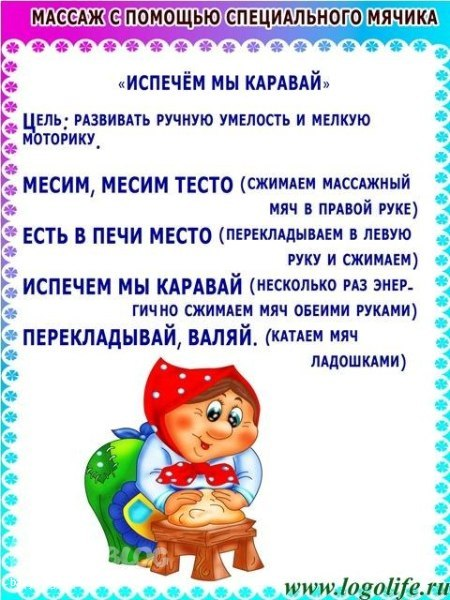 МАССАЖ С ПОМОЩЬЮ СПЕЦИАЛЬНОГО МЯЧИКА
«ИСПЕЧЁМ МЫ КАРАВАЙ»
ЦЕЛЬ: РАЗВИВАТЬ РУЧНУЮ УМЕЛОСТЬ И МЕЛКУЮ
МОТОРИКУ.
МЕСИМ, МЕСИМ ТЕСТО (СЖИМАЕМ МАССАЖНЫЙ
МЯЧ В ПРАВОЙ РУКЕ)
ЕСТЬ В ПЕЧИ МЕСТО (ПЕРЕКЛАДЫВАЕМ В ЛЕВУЮ
РУКУ И СЖИМАЕМ)
ИСПЕЧЕМ МЫ КАРАВАЙ (НЕСКОЛЬКО РАЗ ЭНЕР-
ГИЧНО СЖИМАЕМ МЯЧ ОБЕИМИ РУКАМИ)
ПЕРЕКЛАДЫВАЙ, ВАЛЯЙ. (КАТАЕМ МЯЧ
ЛАДОШКАМИ)
BLOG
www.logolife.ru